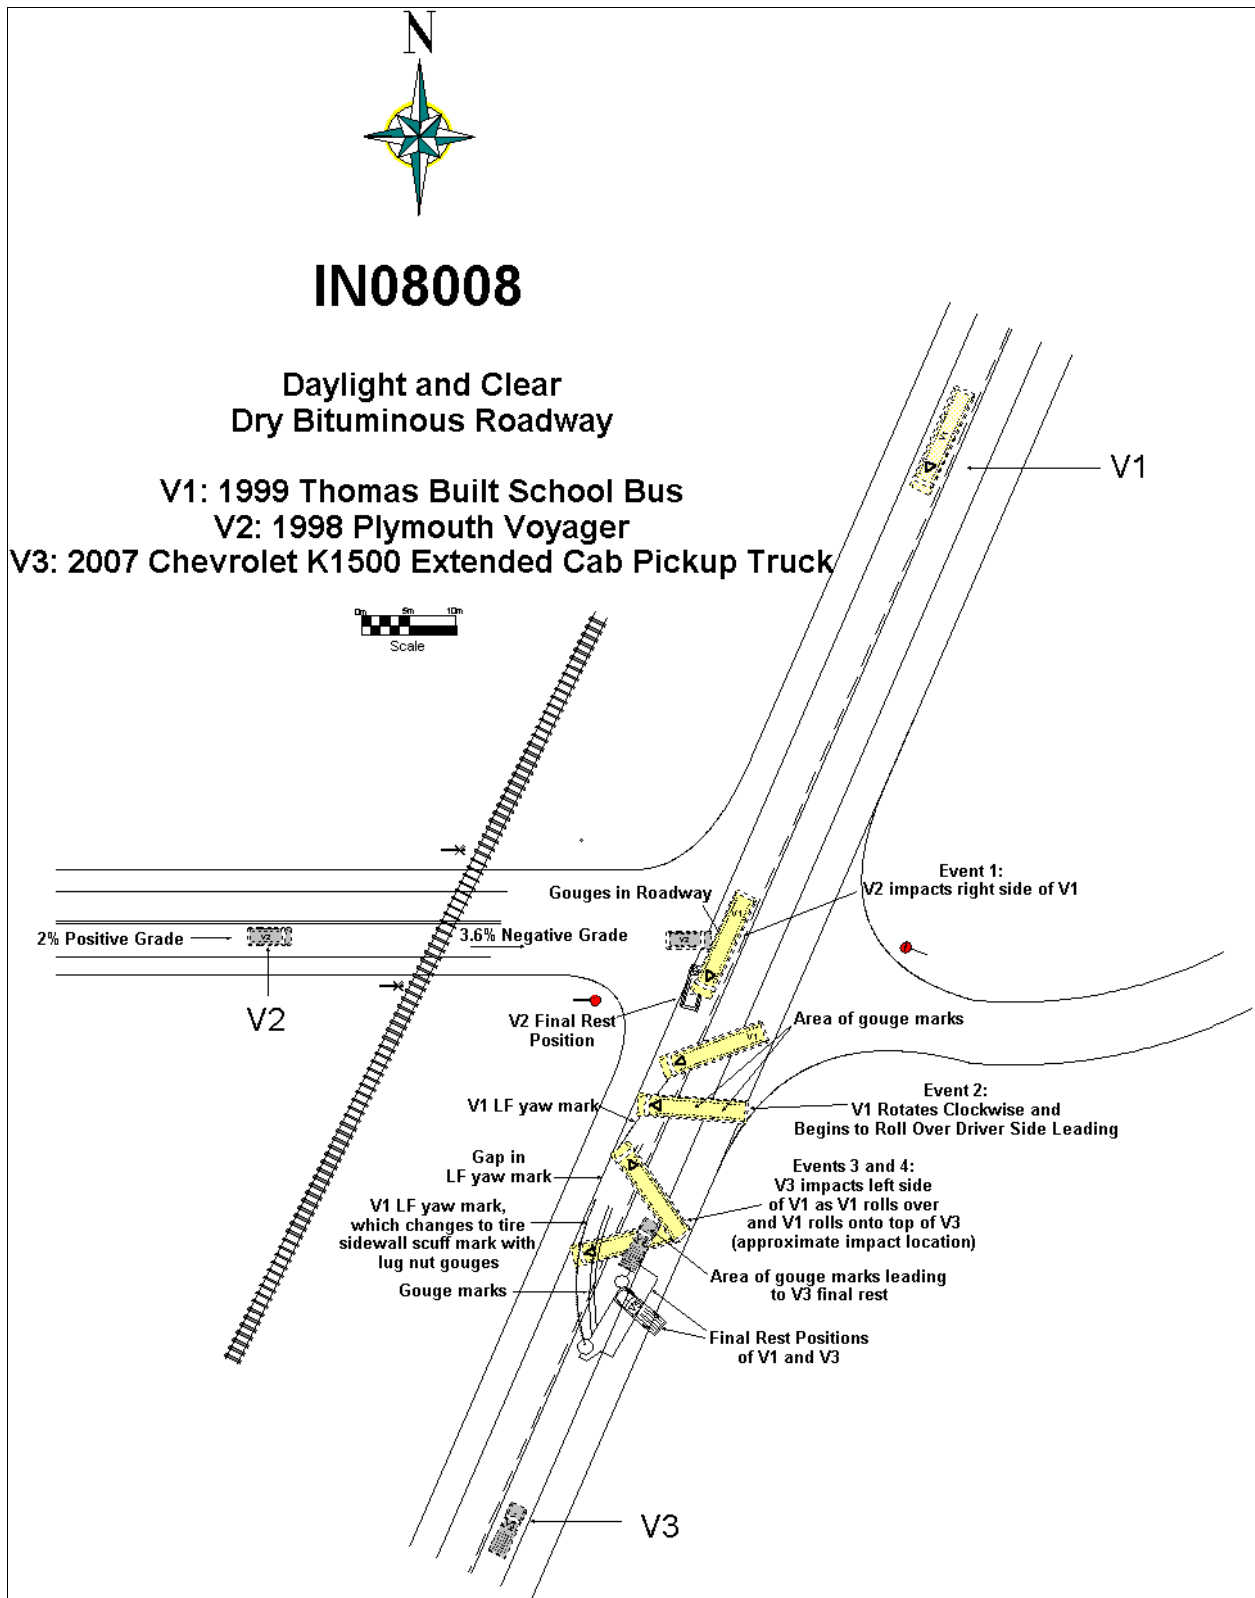 N
IN08008
Daylight and Clear
Dry Bituminous Roadway
V1: 1999 Thomas Built School Bus
V2: 1998 Plymouth Voyager
V3: 2007 Chevrolet K1500 Extended Cab Pickup Truck
0m 5m 10m
Scale
V1
Event 1:
V2 impacts right side of V1
Gouges in Roadway
V1
2% Positive Grade
V2
3.6% Negative Grade
V2
V2
V2 Final Rest
Position
Area of gouge marks
V1
V1 LF yaw mark
Event 2:
V1 Rotates Clockwise and
Begins to Roll Over Driver Side Leading
Gap in
LF yaw mark
Events 3 and 4:
V3 impacts left side
of V1 as V1 rolls over
and V1 rolls onto top of V3
(approximate impact location)
V1 LF yaw mark,
which changes to tire
sidewall scuff mark with
lug nut gouges
Gouge marks
Area of gouge marks leading
to V3 final rest
Final Rest Positions
of V1 and V3
V3